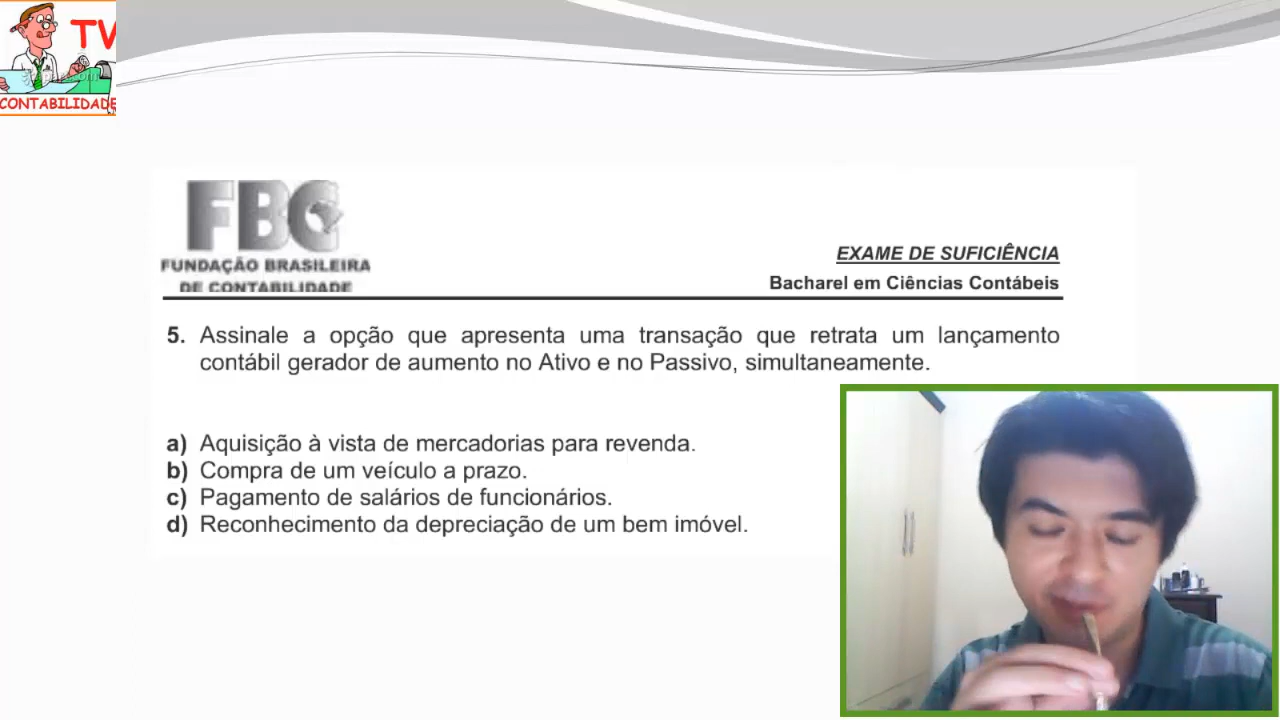 TV
CONTABILIDADE
FBC
FUNDAÇÃO BRASILEIRA
DE CONTABILIDADE
EXAME DE SUFICIÊNCIA
Bacharel em Ciências Contábeis
5. Assinale a opção que apresenta uma transação que retrata um lançamento
contábil gerador de aumento no Ativo e no Passivo, simultaneamente.
a) Aquisição à vista de mercadorias para revenda.
b) Compra de um veículo a prazo.
c) Pagamento de salários de funcionários.
d) Reconhecimento da depreciação de um bem imóvel.